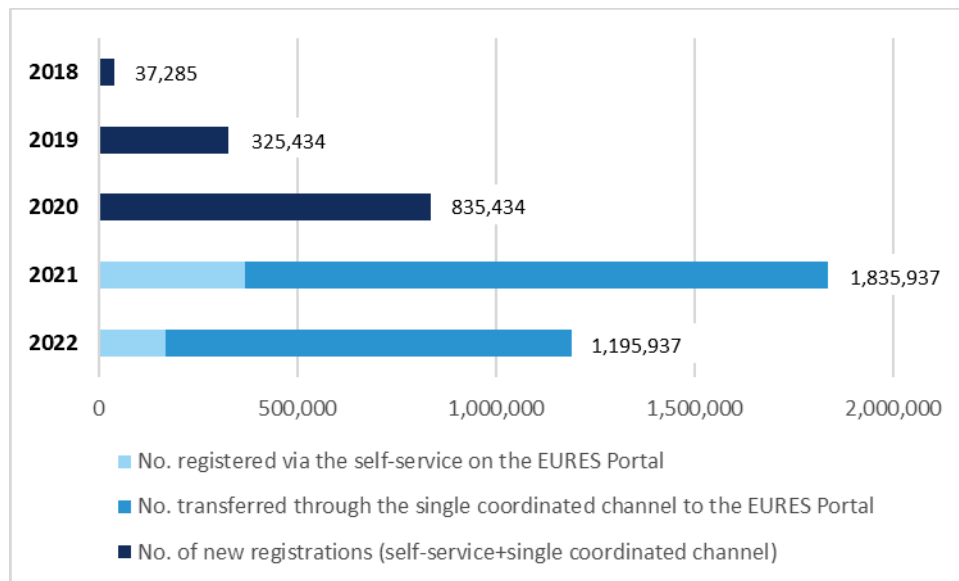 2018 37,285
2019 325,434
2020 835,434
2021 1,835,937
2022 1,195,937
0 500,000 1,000,000 1,500,000 2,000,000
No. registered via the self-service on the EURES Portal
No. transferred through the single coordinated channel to the EURES Portal
No. of new registrations (self-service+single coordinated channel)